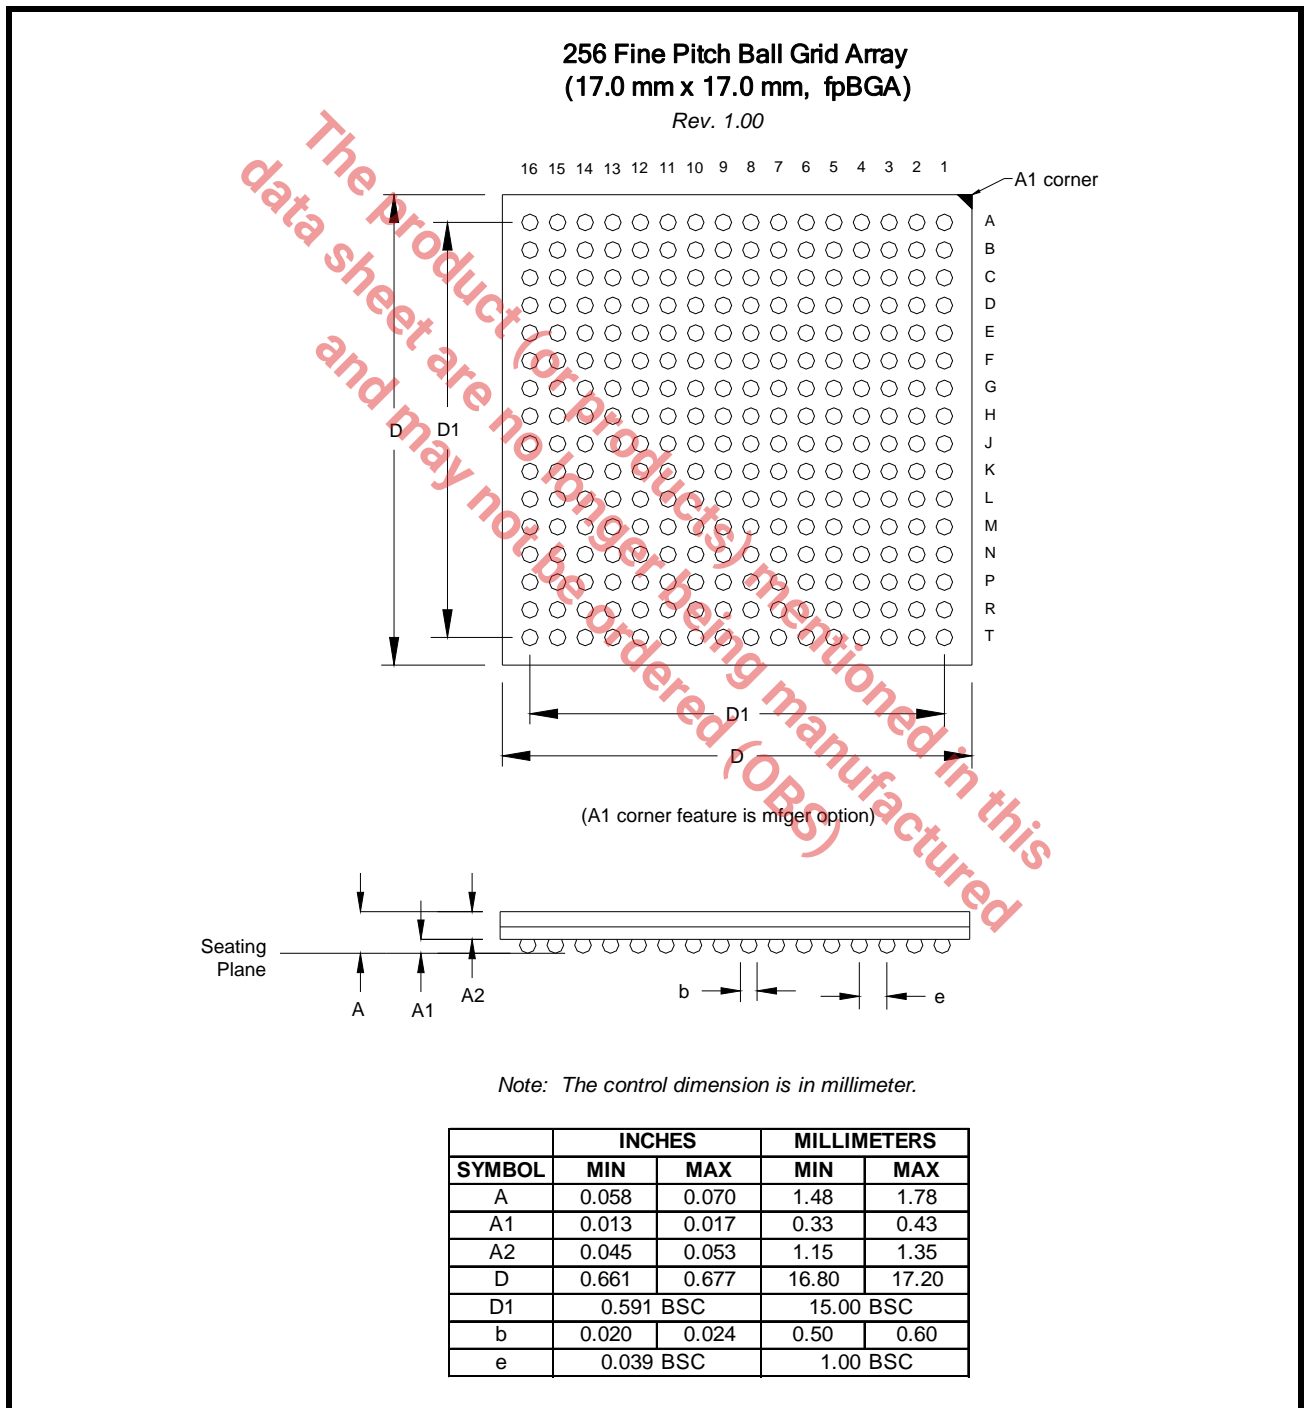 256 Fine Pitch Ball Grid Array
(17.0 mm x 17.0 mm, fpBGA)
Rev. 1.00
16 15 14 13 12 11 10 9 8 7 6 5 4 3 2 1
A1 corner
A
B
C
D
E
F
G
H
J
K
L
M
N
P
R
T
D
D1
D1
D
(A1 corner feature is mfger option)
The product (or products) mentioned in this
data sheet are no longer being manufactured
and may not be ordered (OBS)
Seating
Plane
A
A1
A2
b
e
Note: The control dimension is in millimeter.
INCHES MILLIMETERS
SYMBOL MIN MAX MIN MAX
A 0.058 0.070 1.48 1.78
A1 0.013 0.017 0.33 0.43
A2 0.045 0.053 1.15 1.35
D 0.661 0.677 16.80 17.20
D1 0.591 BSC 15.00 BSC
b 0.020 0.024 0.50 0.60
e 0.039 BSC 1.00 BSC